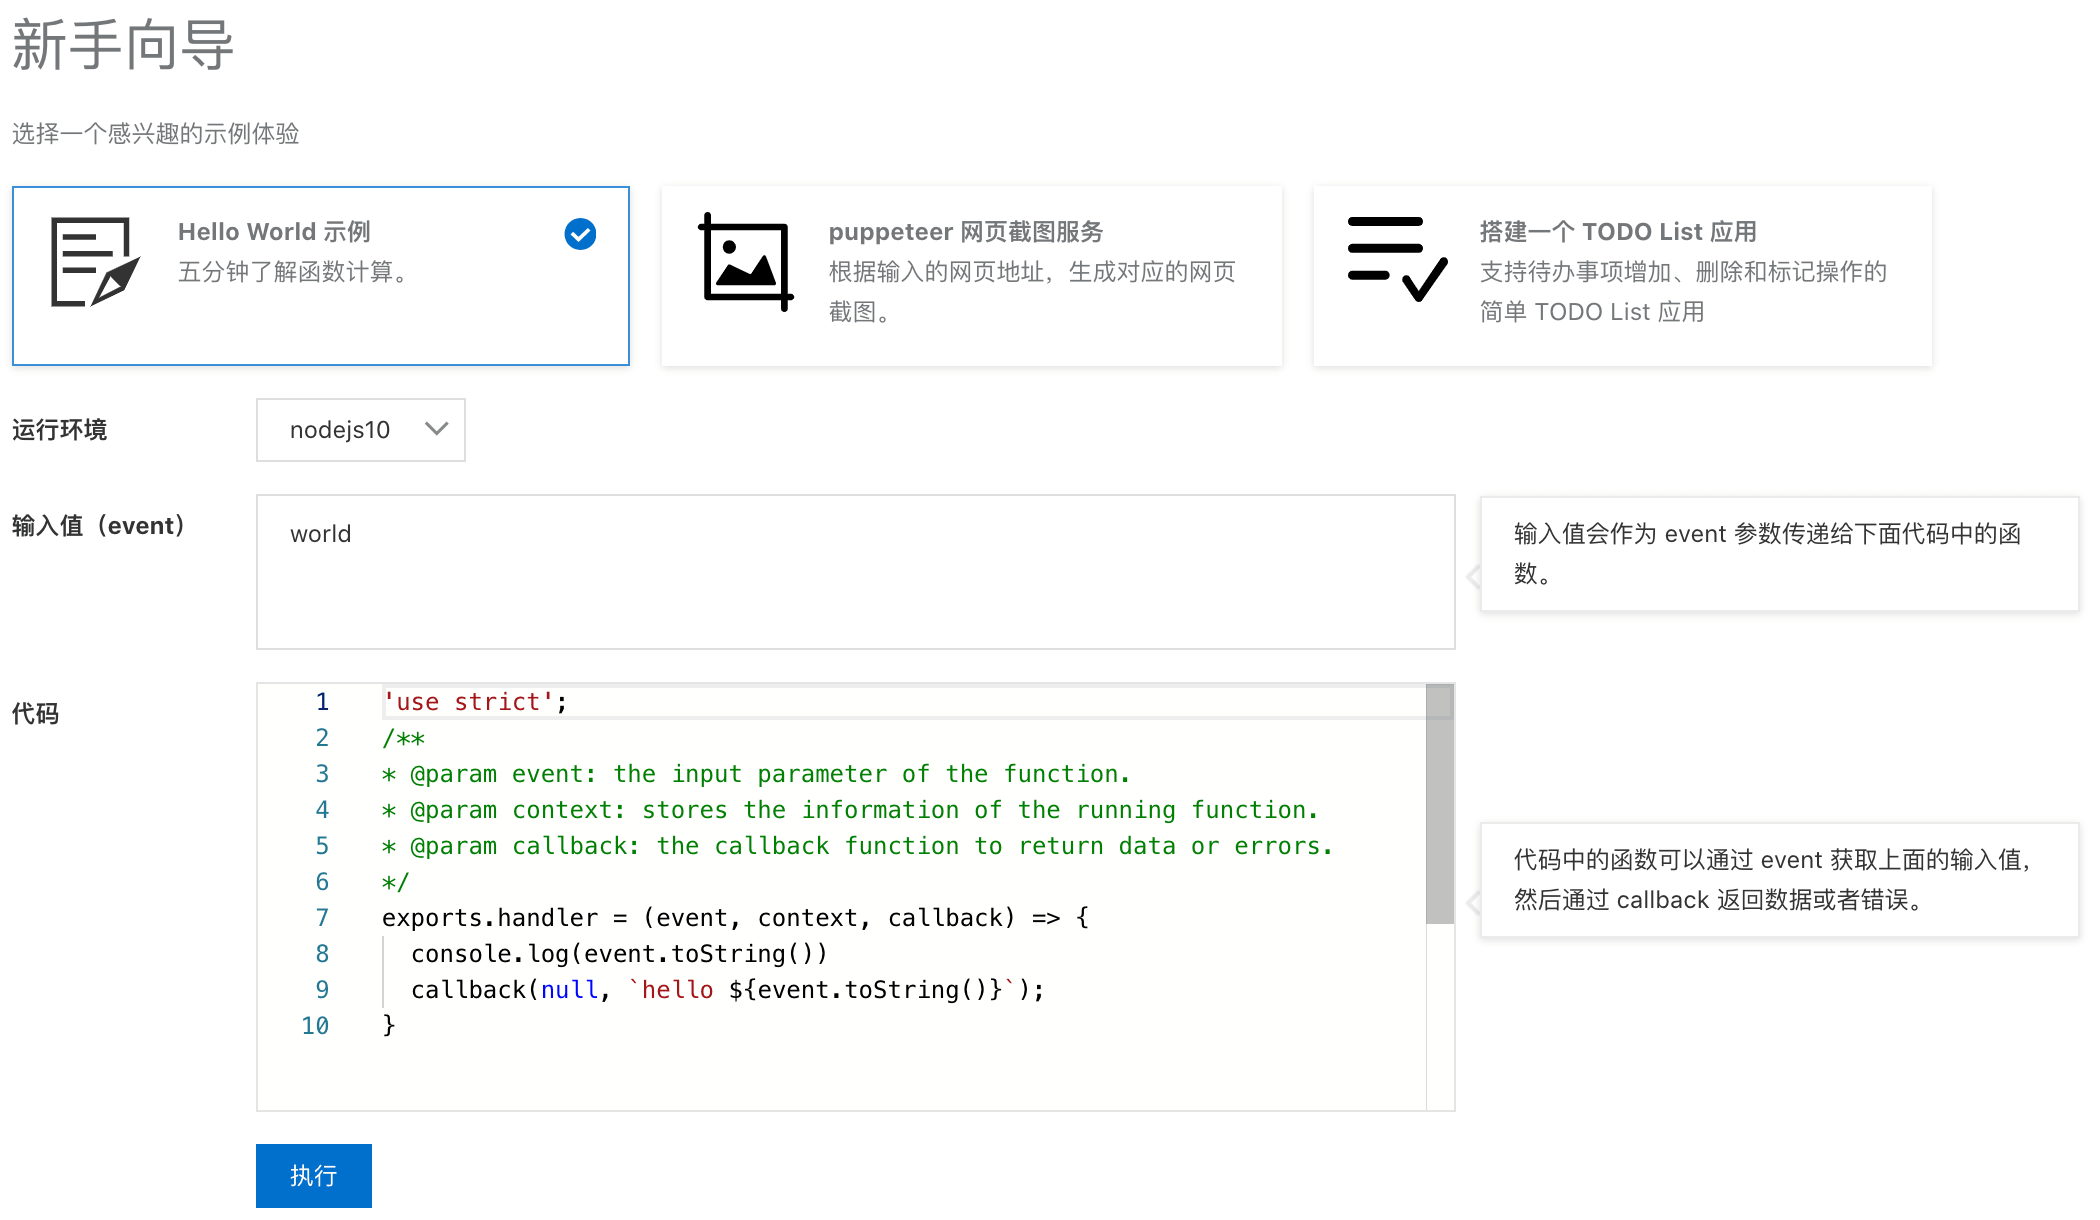 新手向导
选择一个感兴趣的示例体验
Hello World 示例
五分钟了解函数计算。
puppeteer 网页截图服务
根据输入的网页地址，生成对应的网页
截图。
搭建一个 TODO List 应用
支持待办事项增加、删除和标记操作的
简单 TODO List 应用
运行环境
nodejs10
输入值（event）
world
输入值会作为 event 参数传递给下面代码中的函
数。
代码
1 'use strict';
2 /**
3 * @param event: the input parameter of the function.
4 * @param context: stores the information of the running function.
5 * @param callback: the callback function to return data or errors.
6 */
7 exports.handler = (event, context, callback) => {
8   console.log(event.toString())
9   callback(null, `hello ${event.toString()}`);
10 }
代码中的函数可以通过 event 获取上面的输入值，
然后通过 callback 返回数据或者错误。
执行